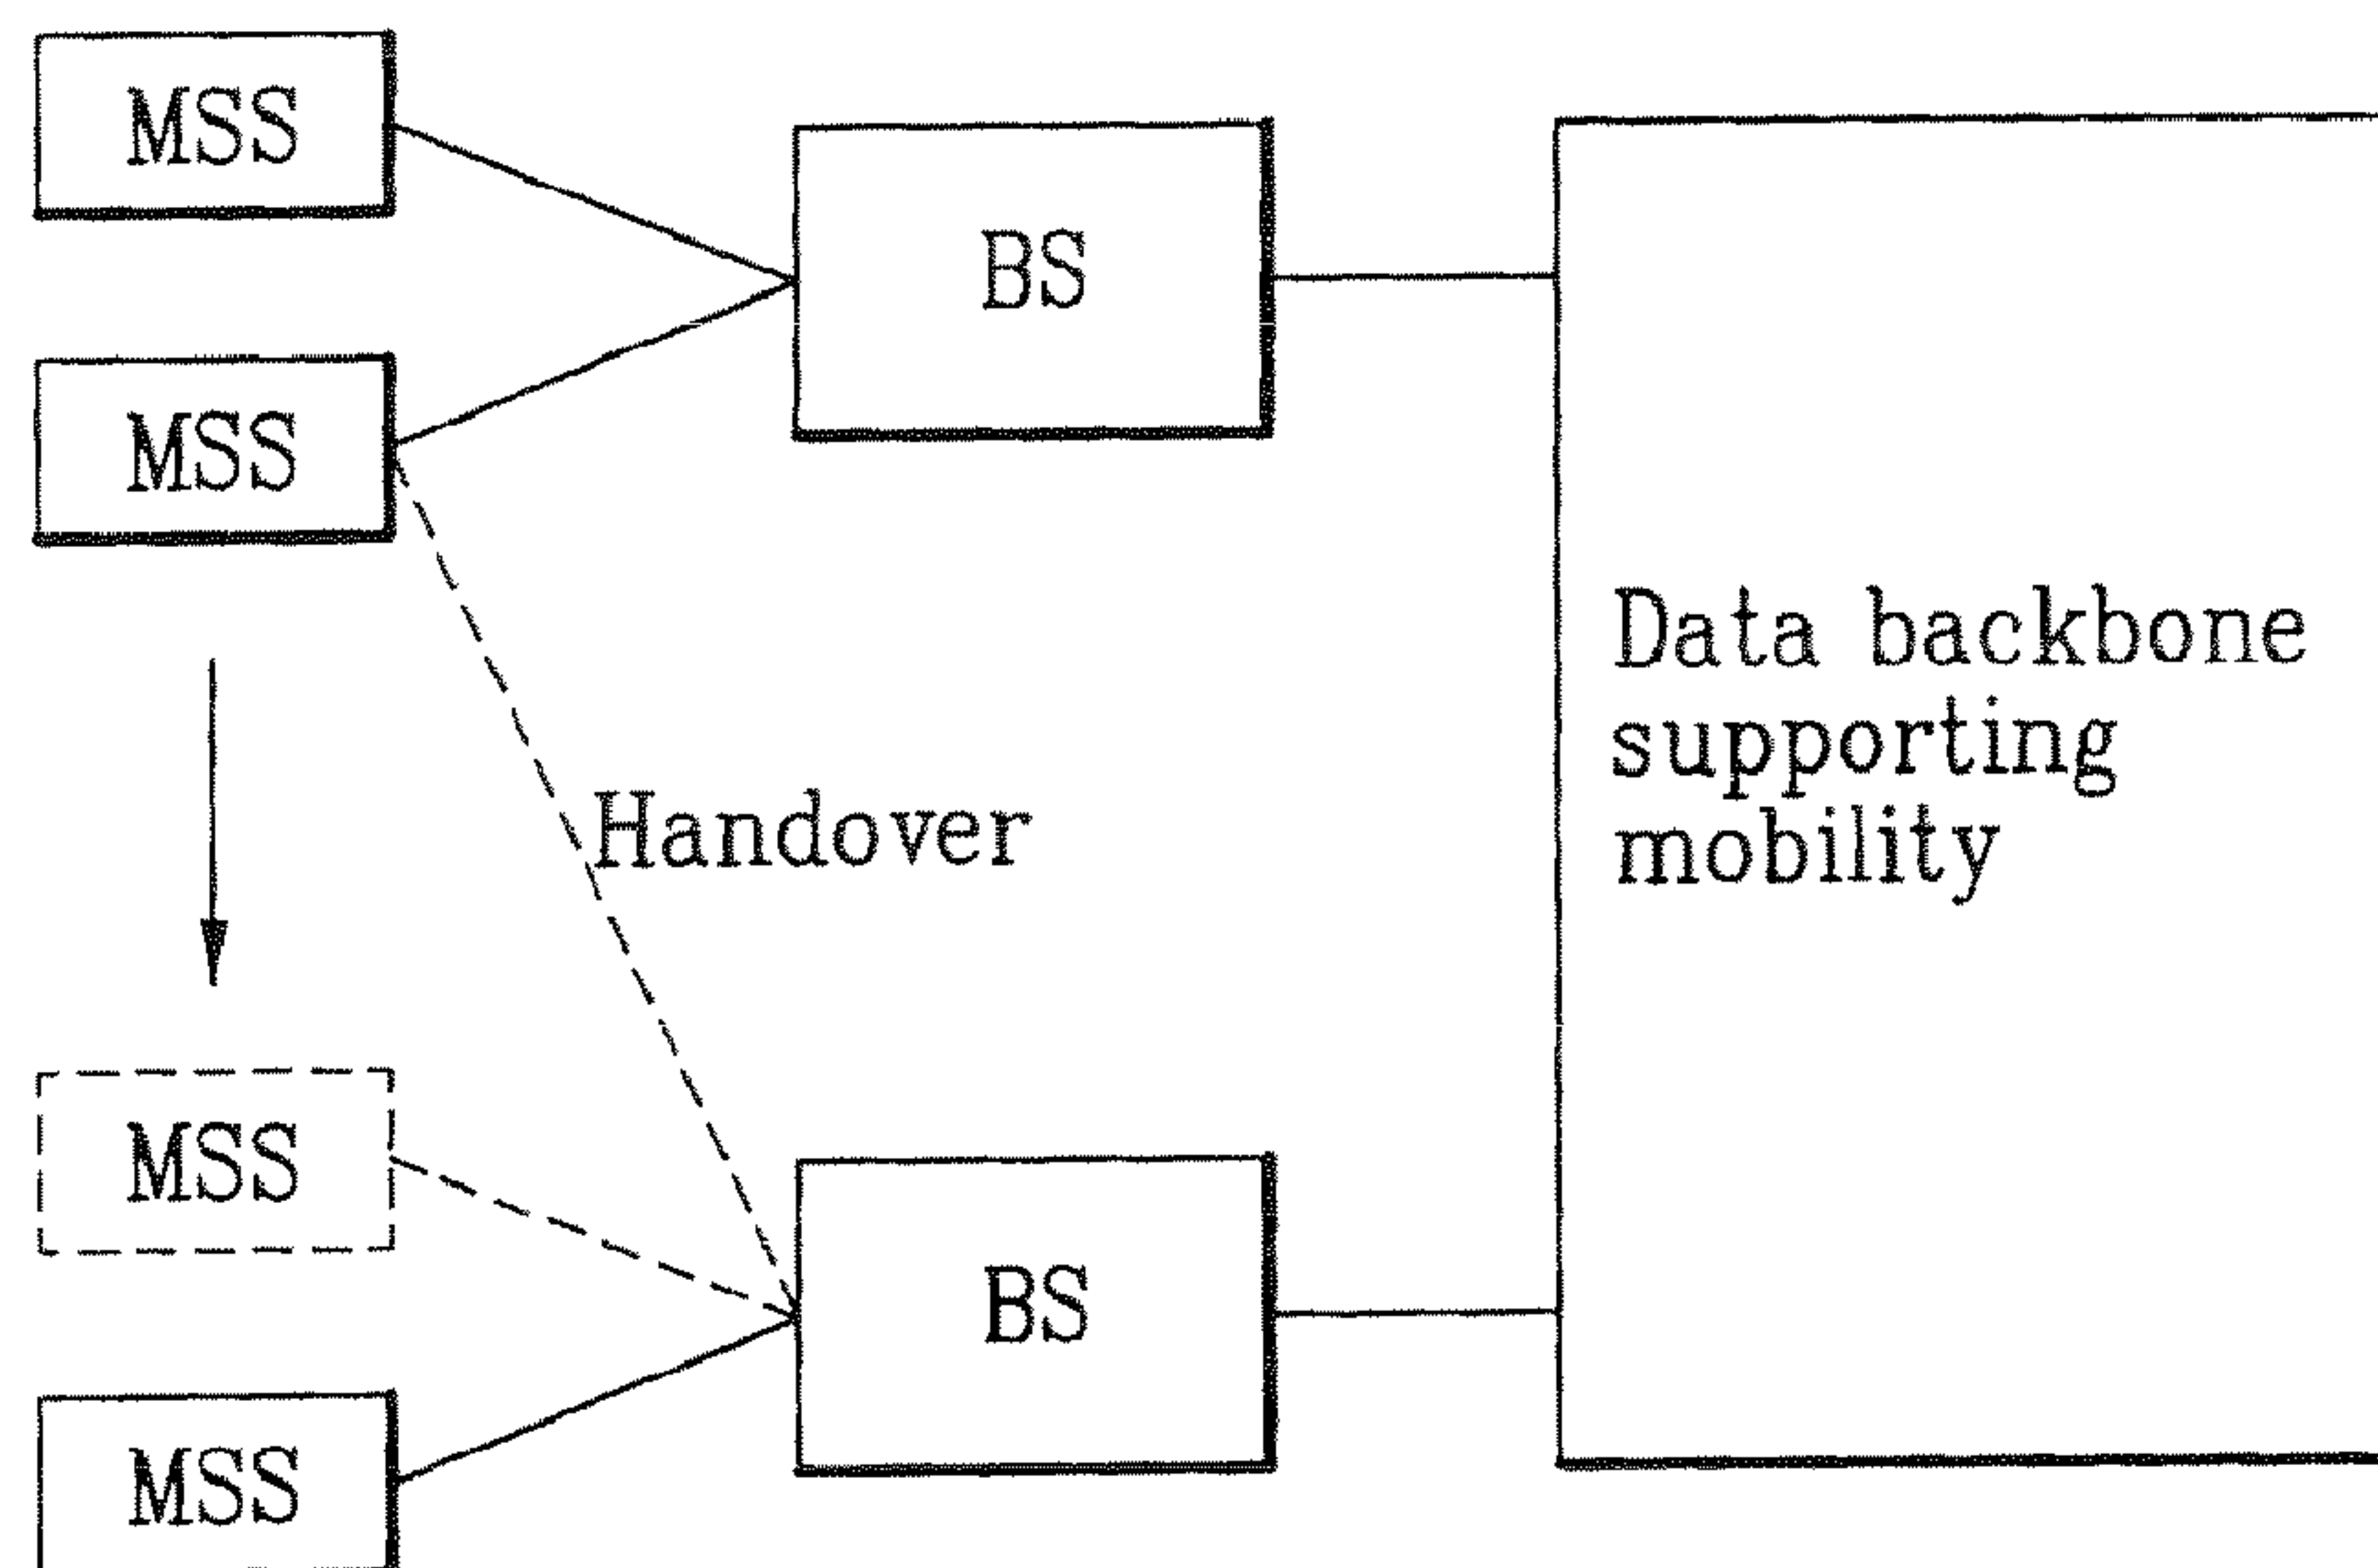 MSS
BS
MSS
Data backbone
supporting
mobility
Handover
MSS
BS
MSS